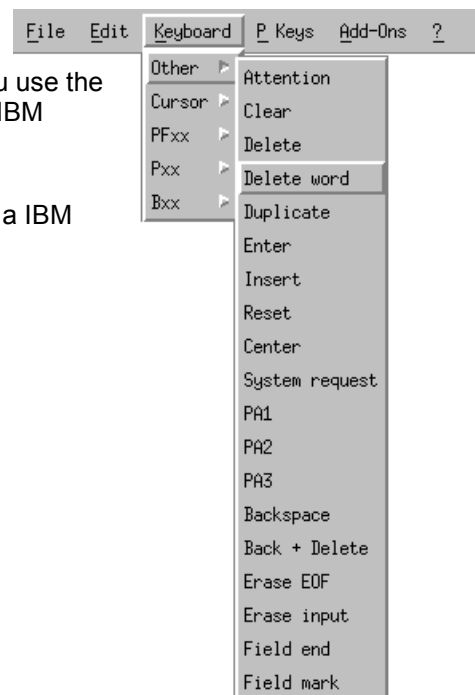 File Edit Keyboard P Keys Add-Ons ?
u use the
IBM
a IBM
Other
Cursor
PFxx
Pxx
Bxx
Attention
Clear
Delete
Delete word
Duplicate
Enter
Insert
Reset
Center
System request
PA1
PA2
PA3
Backspace
Back + Delete
Erase EOF
Erase input
Field end
Field mark